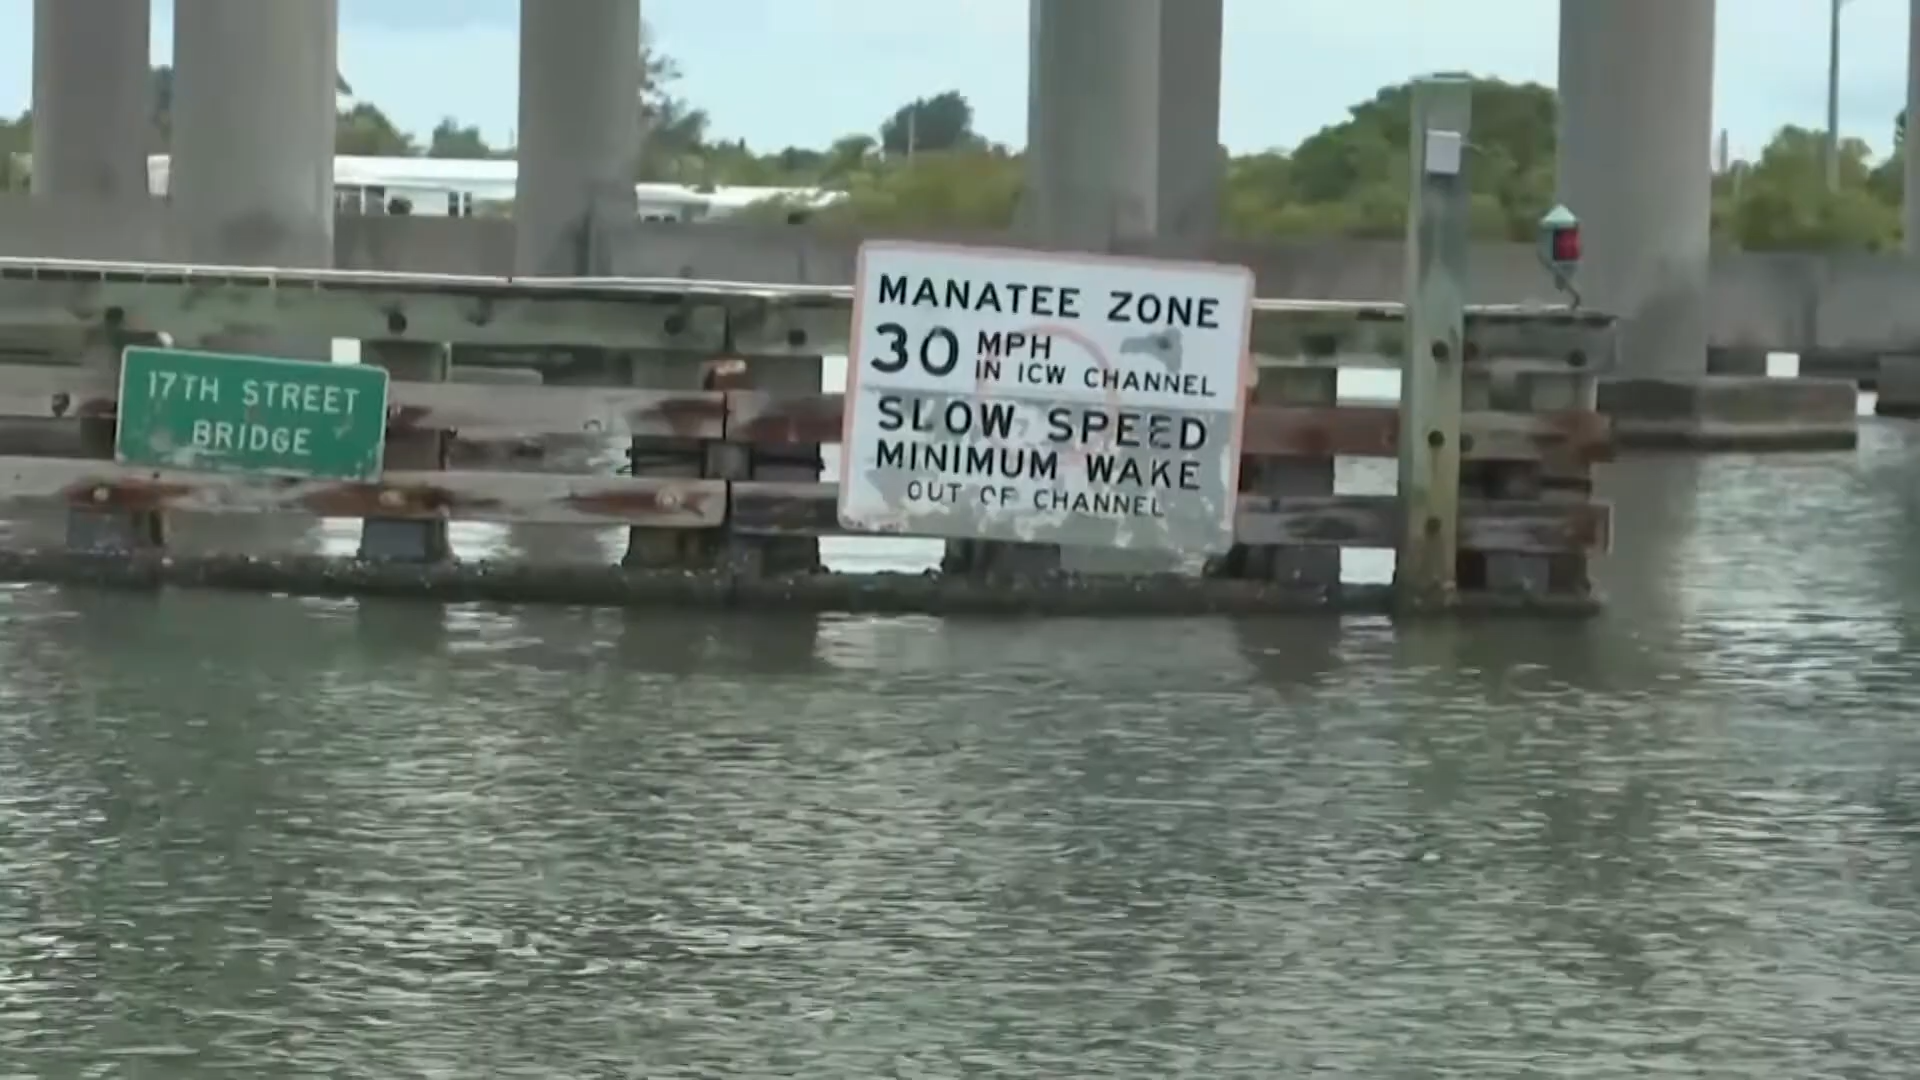 17TH STREET
BRIDGE
MANATEE ZONE
30 MPH
IN ICW CHANNEL
SLOW SPEED
MINIMUM WAKE
OUT OF CHANNEL